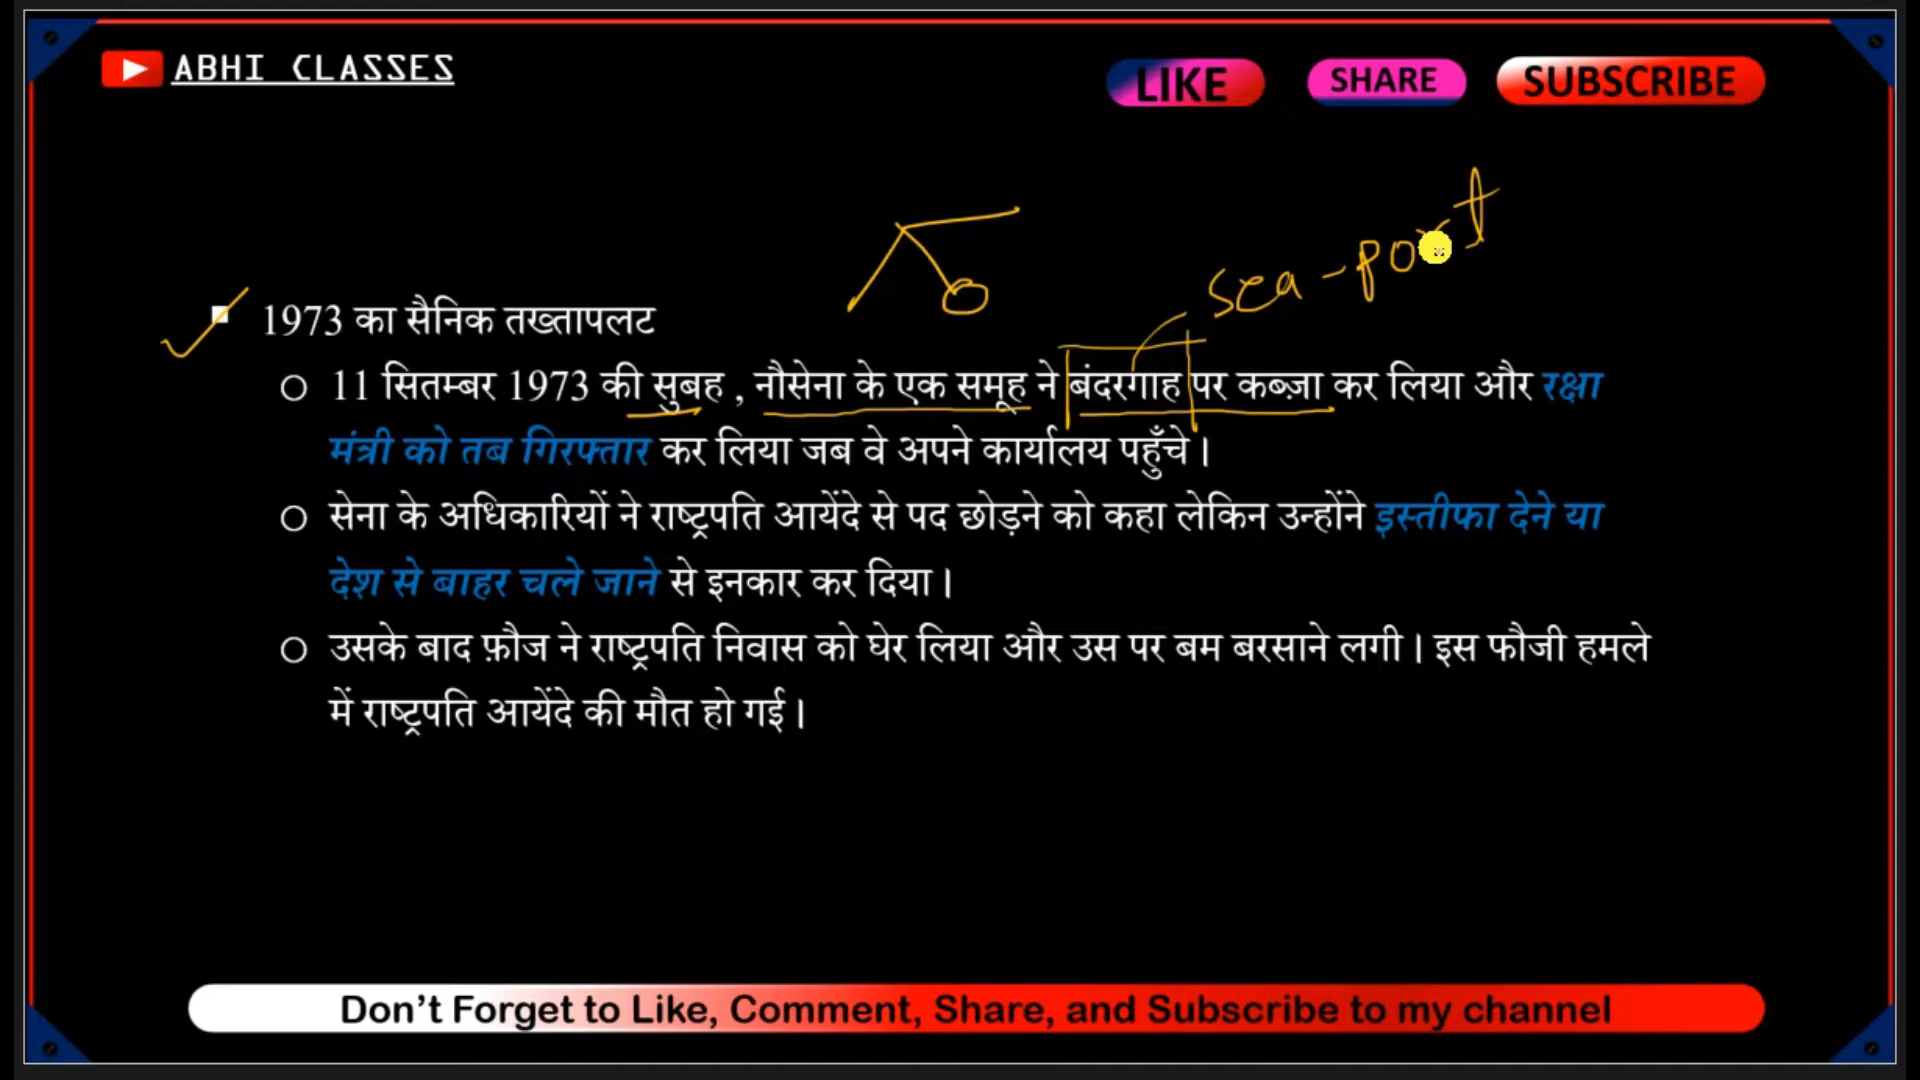 ABHI CLASSES
LIKE
SHARE
SUBSCRIBE
sea-port
1973 का सैनिक तख्तापलट
11 सितम्बर 1973 की सुबह , नौसेना के एक समूह ने बंदरगाह पर कब्ज़ा कर लिया और रक्षा
मंत्री को तब गिरफ्तार कर लिया जब वे अपने कार्यालय पहुँचे।
सेना के अधिकारियों ने राष्ट्रपति आयेंदे से पद छोड़ने को कहा लेकिन उन्होंने इस्तीफा देने या
देश से बाहर चले जाने से इनकार कर दिया।
उसके बाद फ़ौज ने राष्ट्रपति निवास को घेर लिया और उस पर बम बरसाने लगी। इस फौजी हमले
में राष्ट्रपति आयेंदे की मौत हो गई।
Don't Forget to Like, Comment, Share, and Subscribe to my channel